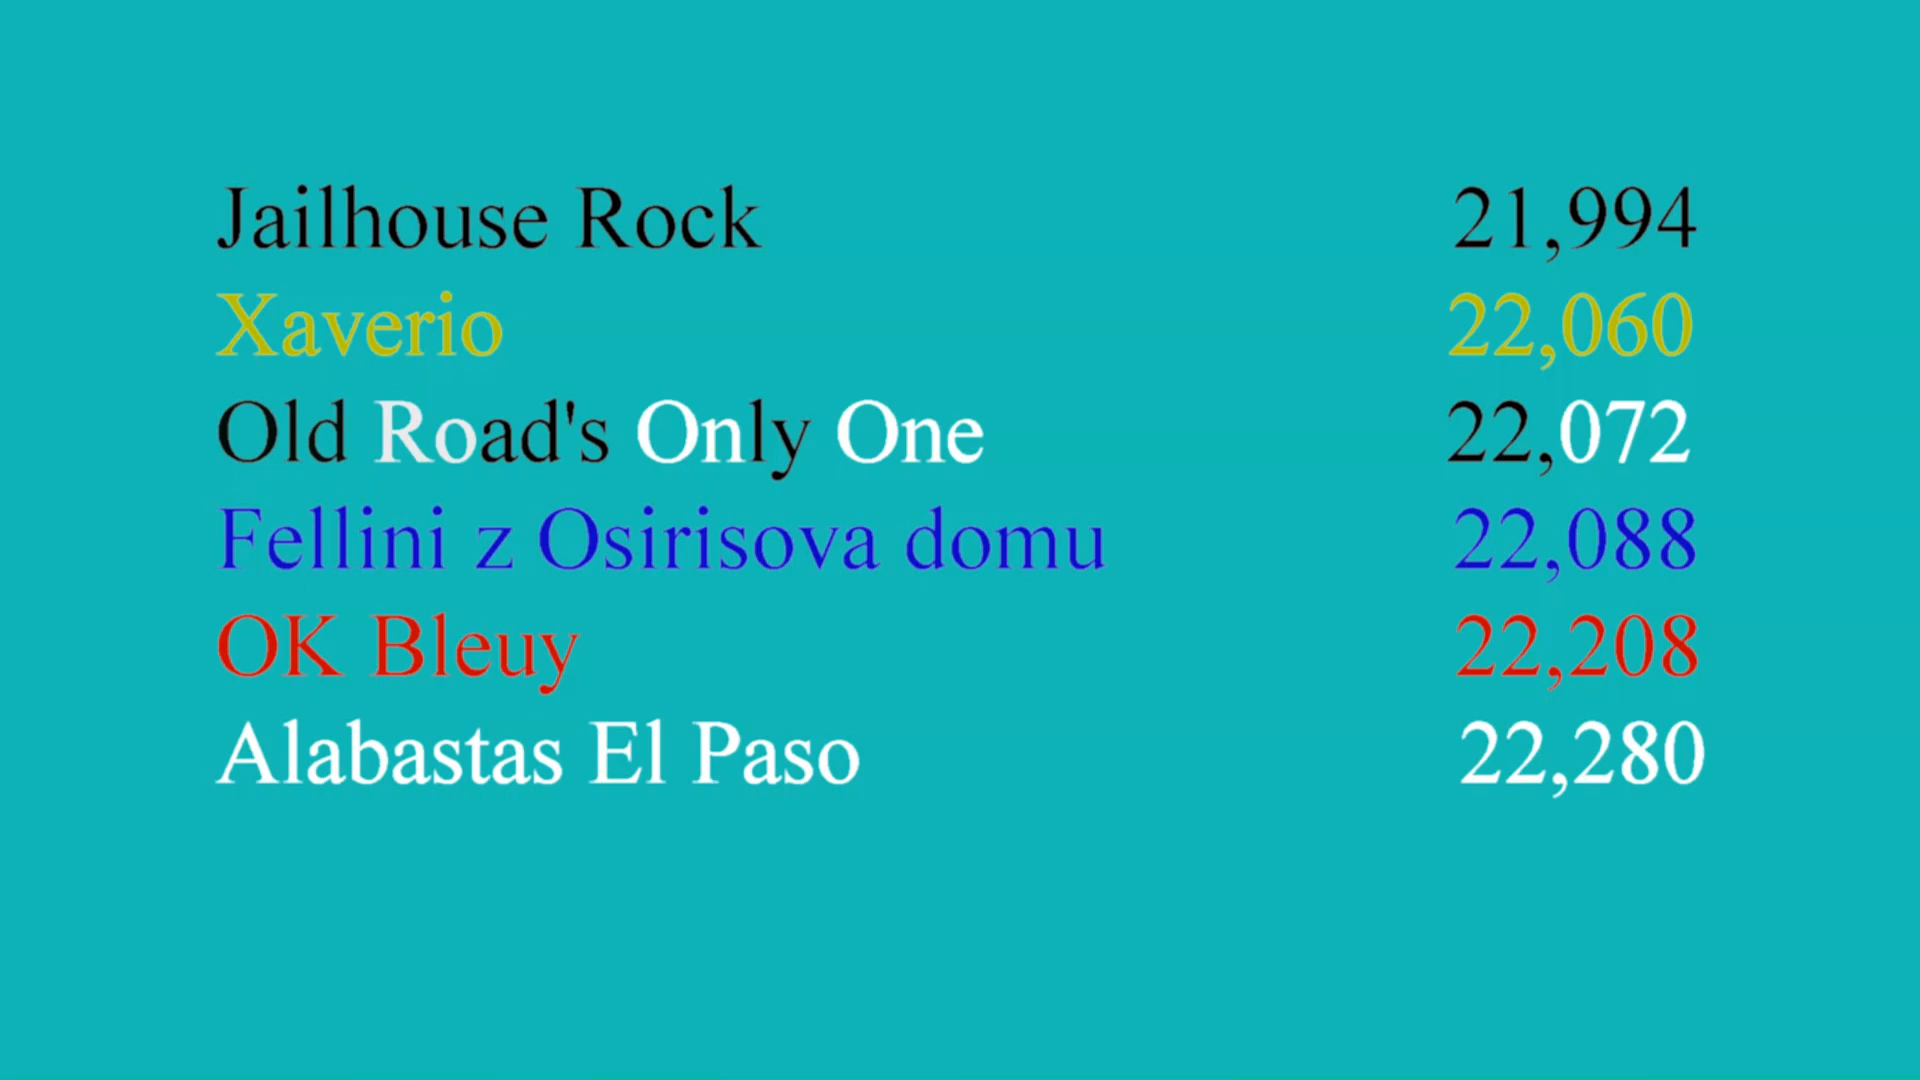 Jailhouse Rock 21,994
Xaverio 22,060
Old Road's Only One 22,072
Fellini z Osirisova domu 22,088
OK Bleuy 22,208
Alabastas El Paso 22,280